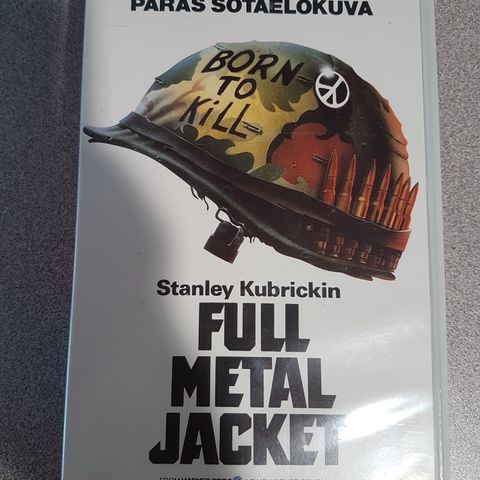 PARAS SOTAELOKUVA
BORN
TO
KiLL
Stanley Kubrickin
FULL
METAL
JACKET